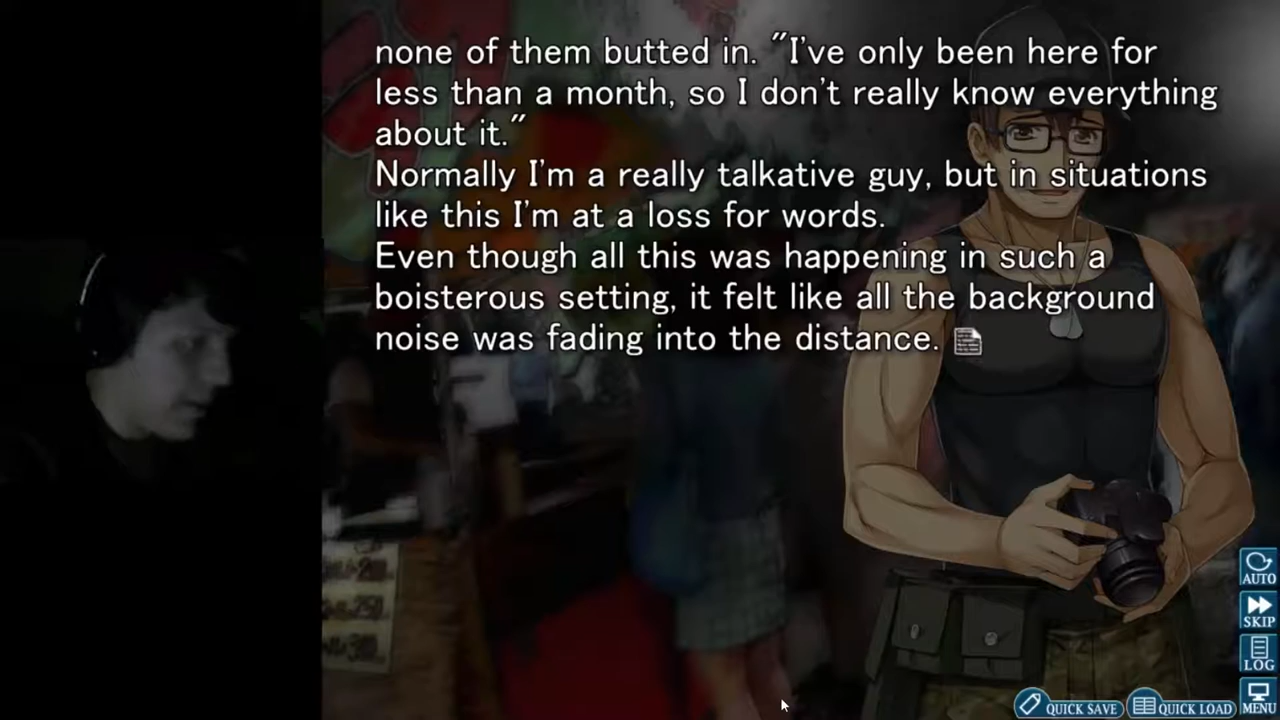 none of them butted in. "I've only been here for
less than a month, so I don't really know everything
about it."
Normally I'm a really talkative guy, but in situations
like this I'm at a loss for words.
Even though all this was happening in such a
boisterous setting, it felt like all the background
noise was fading into the distance.
AUTO
SKIP
LOG
MENU
QUICK SAVE
QUICK LOAD